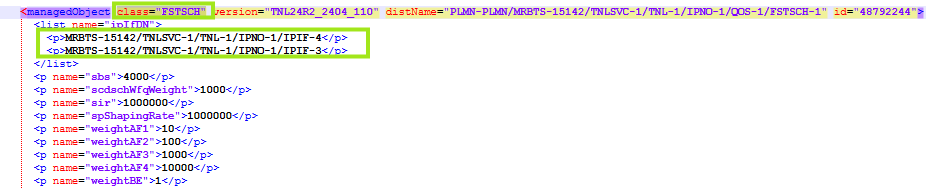 <managedObject class="FSTSCH" version="TNL24R2_2404_110" distName="PLMN-PLMN/MRBTS-15142/TNLSVC-1/TNL-1/IPNO-1/QOS-1/FSTSCH-1" id="48792244">
<list name="ipIfDN">
<p>MRBTS-15142/TNLSVC-1/TNL-1/IPNO-1/IPIF-4</p>
<p>MRBTS-15142/TNLSVC-1/TNL-1/IPNO-1/IPIF-3</p>
</list>
<p name="sbs">4000</p>
<p name="scdschWfqWeight">1000</p>
<p name="sir">1000000</p>
<p name="spShapingRate">1000000</p>
<p name="weightAF1">10</p>
<p name="weightAF2">100</p>
<p name="weightAF3">1000</p>
<p name="weightAF4">10000</p>
<p name="weightBE">1</p>